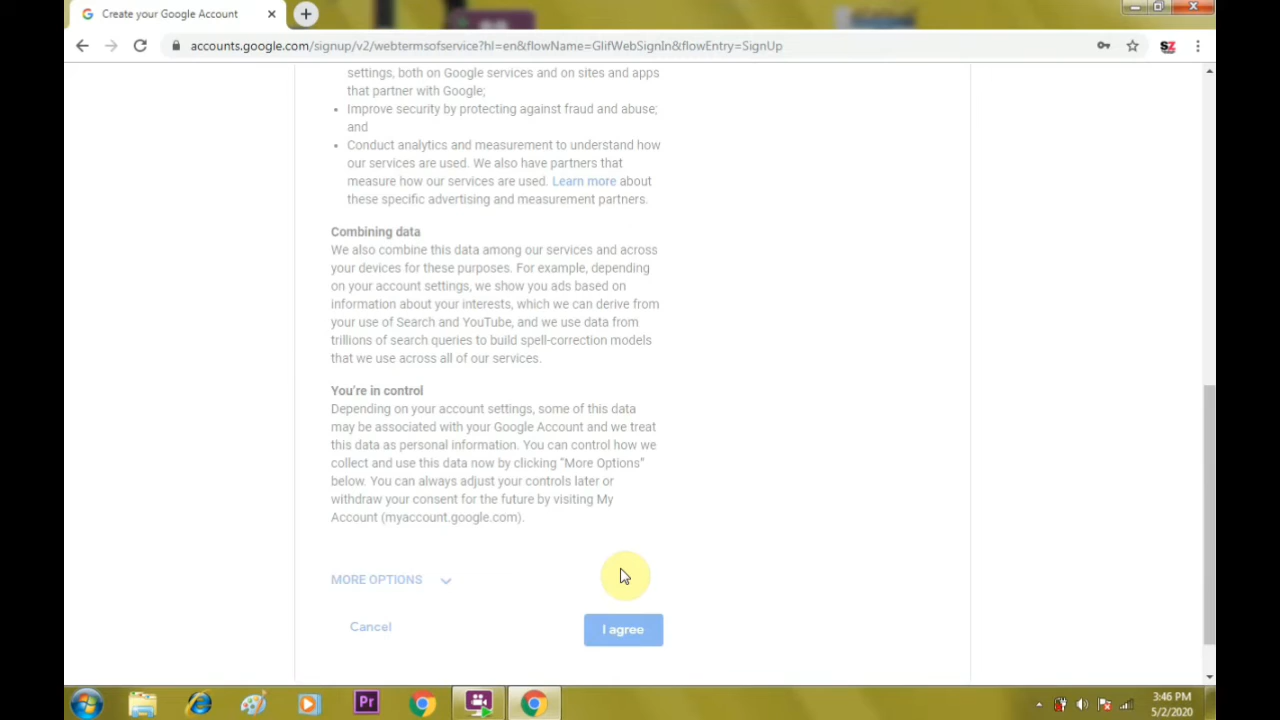 Create your Google Account
accounts.google.com/signup/v2/webtermsofservice?hl=en&flowName=GlifWebSignIn&flowEntry=SignUp
SZ
settings, both on Google services and on sites and apps
that partner with Google;
• Improve security by protecting against fraud and abuse;
and
• Conduct analytics and measurement to understand how
our services are used. We also have partners that
measure how our services are used. Learn more about
these specific advertising and measurement partners.
Combining data
We also combine this data among our services and across
your devices for these purposes. For example, depending
on your account settings, we show you ads based on
information about your interests, which we can derive from
your use of Search and YouTube, and we use data from
trillions of search queries to build spell-correction models
that we use across all of our services.
You're in control
Depending on your account settings, some of this data
may be associated with your Google Account and we treat
this data as personal information. You can control how we
collect and use this data now by clicking "More Options"
below. You can always adjust your controls later or
withdraw your consent for the future by visiting My
Account (myaccount.google.com).
MORE OPTIONS
Cancel
I agree
Pr
3:46 PM
5/2/2020